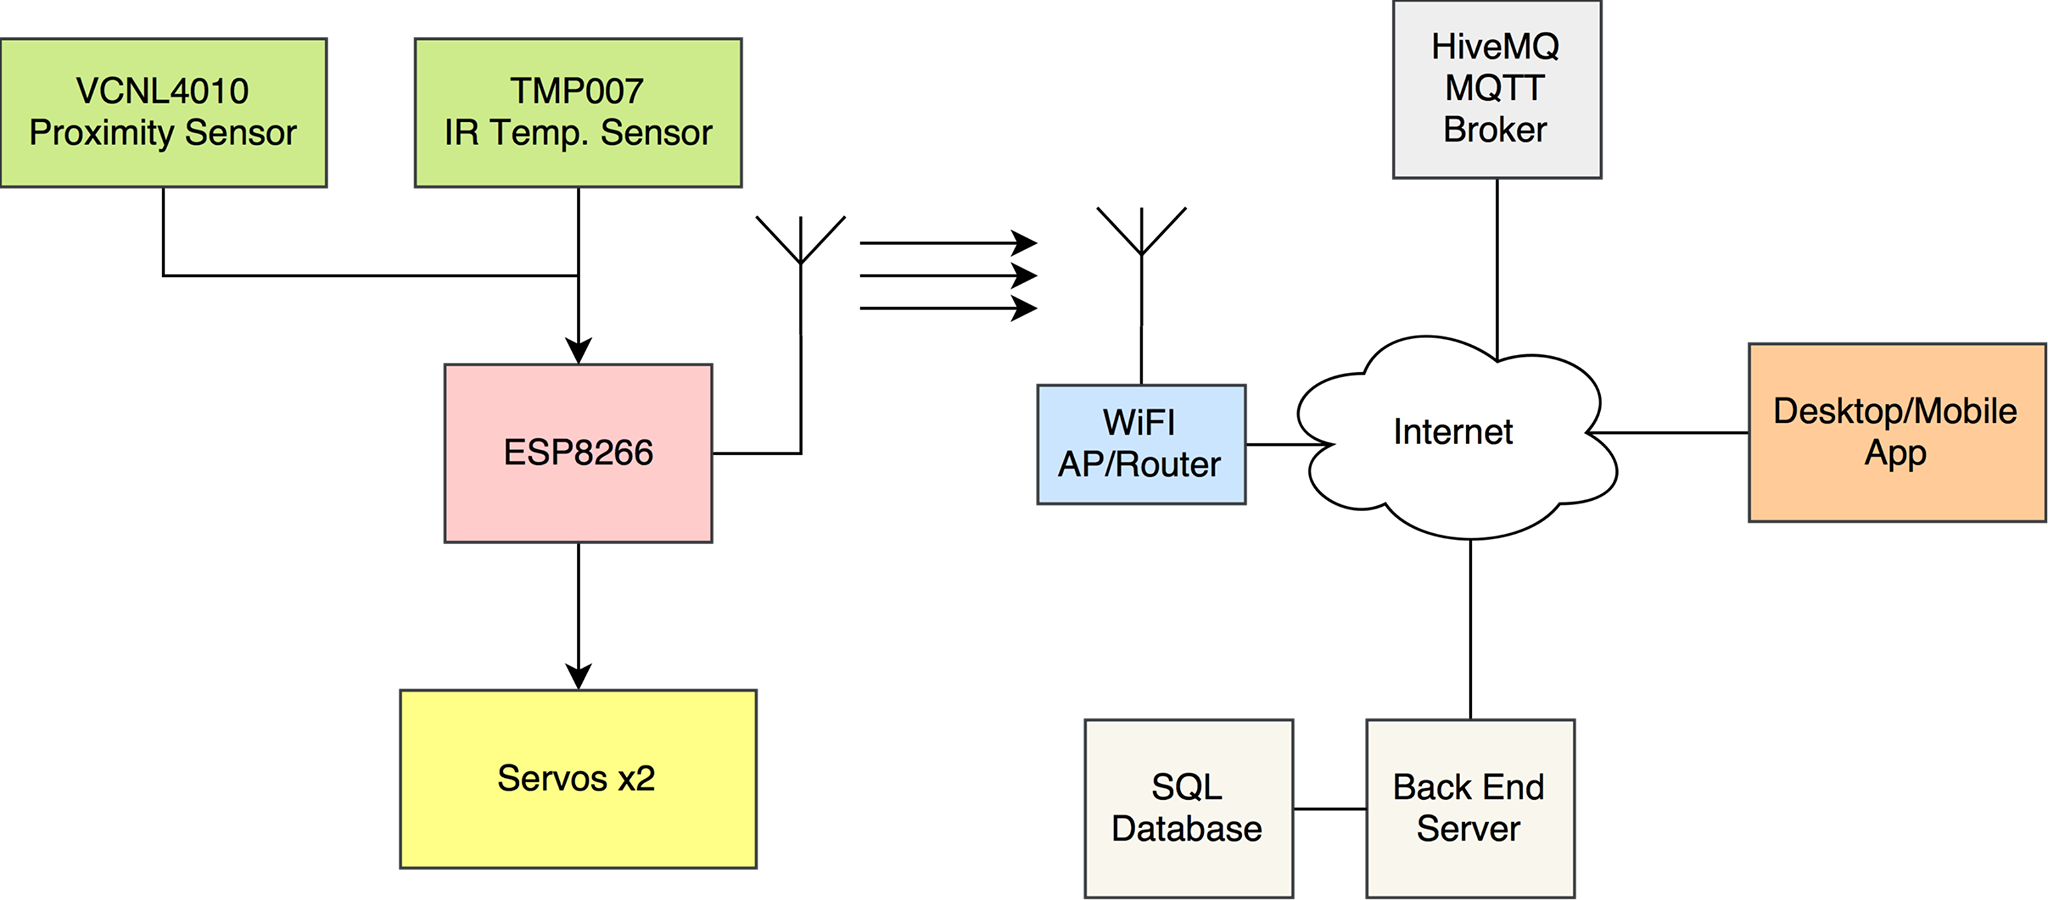 VCNL4010
Proximity Sensor
TMP007
IR Temp. Sensor
HiveMQ
MQTT
Broker
ESP8266
WiFI
AP/Router
Internet
Desktop/Mobile
App
Servos x2
SQL
Database
Back End
Server